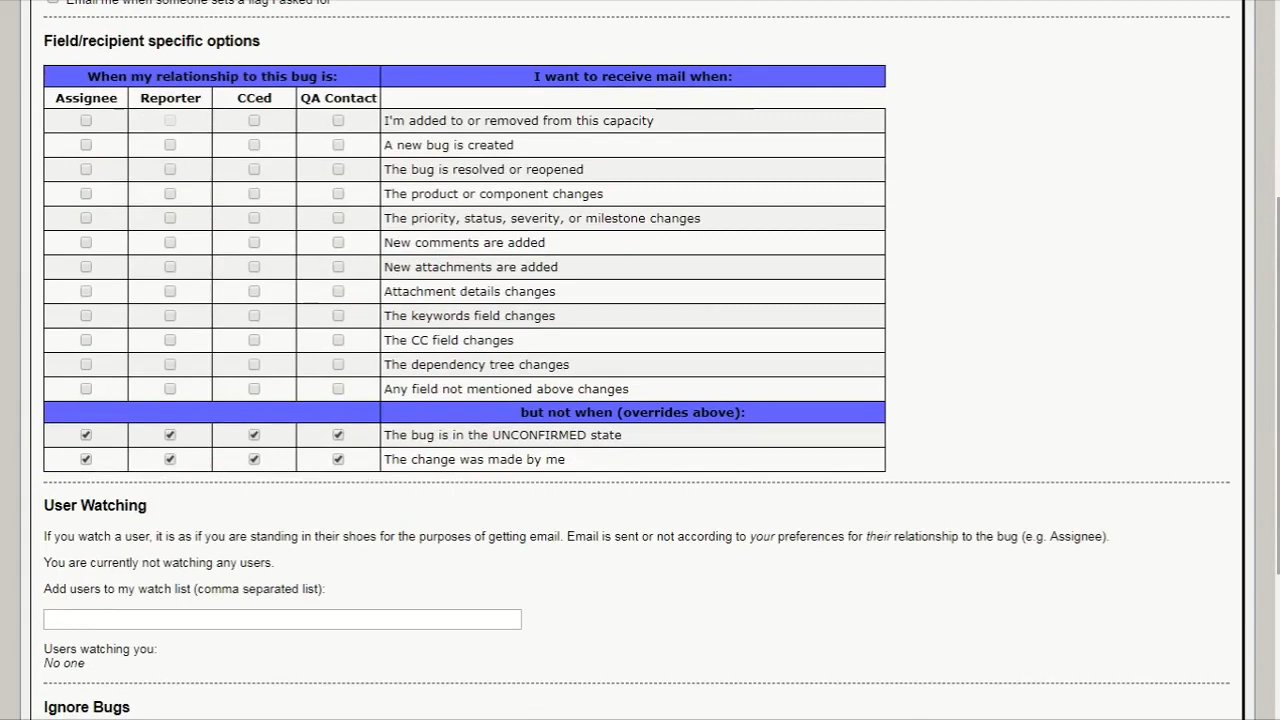 Email me when someone sets a flag I asked for
Field/recipient specific options
When my relationship to this bug is: I want to receive mail when:
Assignee Reporter CCed QA Contact
I'm added to or removed from this capacity
A new bug is created
The bug is resolved or reopened
The product or component changes
The priority, status, severity, or milestone changes
New comments are added
New attachments are added
Attachment details changes
The keywords field changes
The CC field changes
The dependency tree changes
Any field not mentioned above changes
but not when (overrides above):
The bug is in the UNCONFIRMED state
The change was made by me
User Watching
If you watch a user, it is as if you are standing in their shoes for the purposes of getting email. Email is sent or not according to your preferences for their relationship to the bug (e.g. Assignee).
You are currently not watching any users.
Add users to my watch list (comma separated list):
Users watching you:
No one
Ignore Bugs